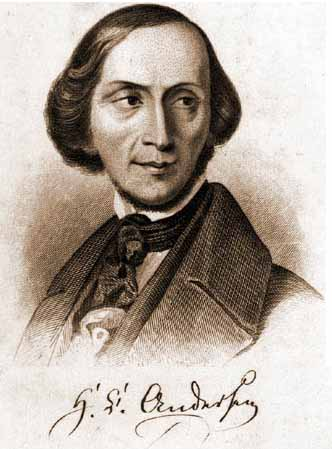 H. C. Andersen